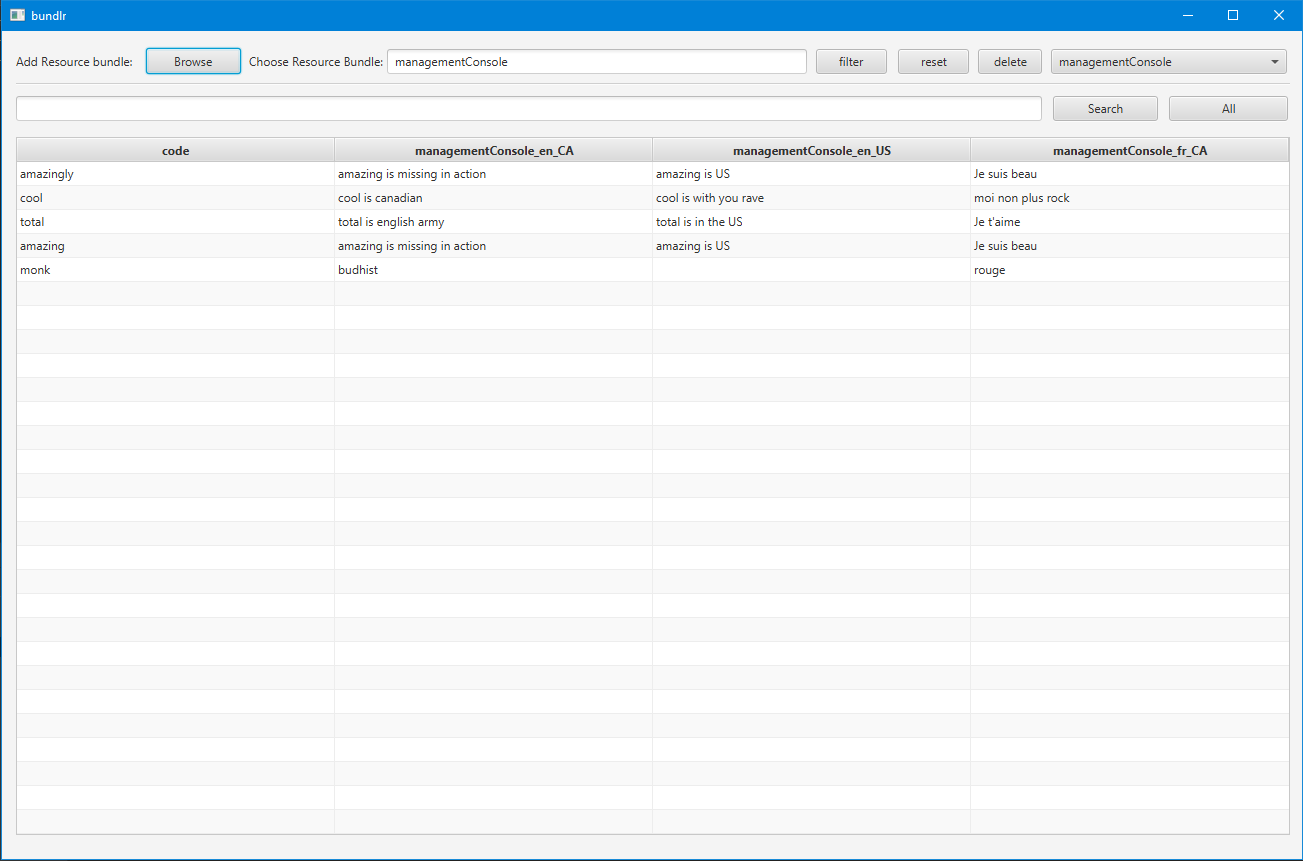 bundlr
Add Resource bundle: Browse Choose Resource Bundle: managementConsole filter reset delete managementConsole
Search All
code managementConsole_en_CA managementConsole_en_US managementConsole_fr_CA
amazingly amazing is missing in action amazing is US Je suis beau
cool cool is canadian cool is with you rave moi non plus rock
total total is english army total is in the US Je t'aime
amazing amazing is missing in action amazing is US Je suis beau
monk budhist rouge